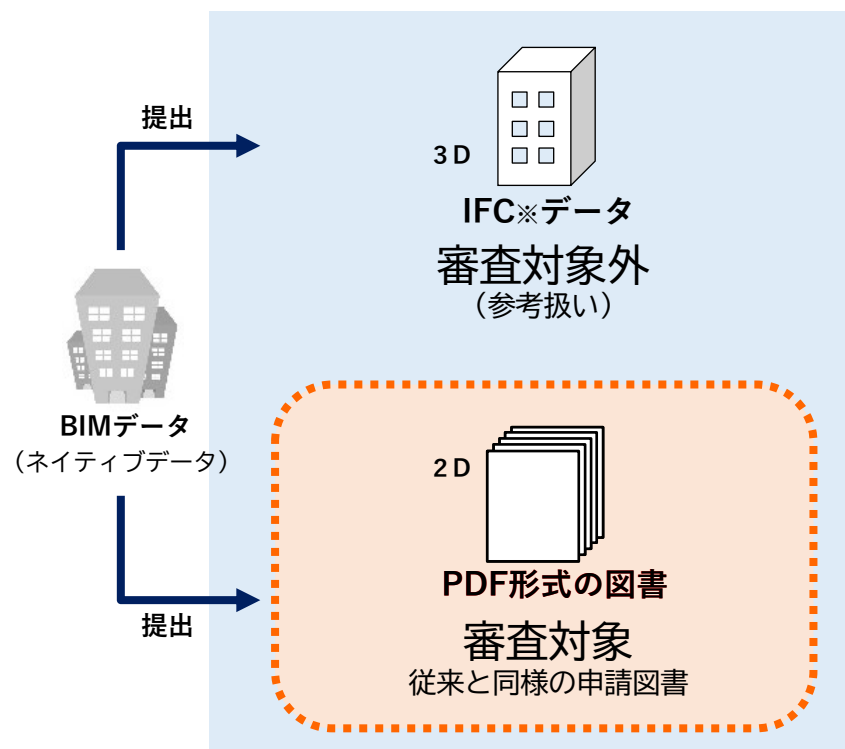 提出
3D
IFC※データ
審査対象外
(参考扱い)
BIMデータ
(ネイティブデータ)
2D
PDF形式の図書
審査対象
従来と同様の申請図書
提出